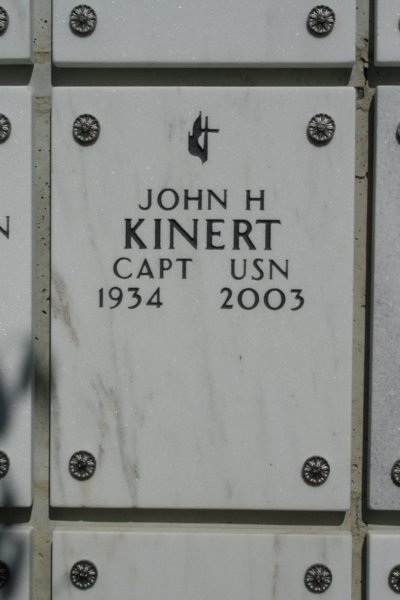 JOHN H
KINERT
CAPT USN
1934 2003
N